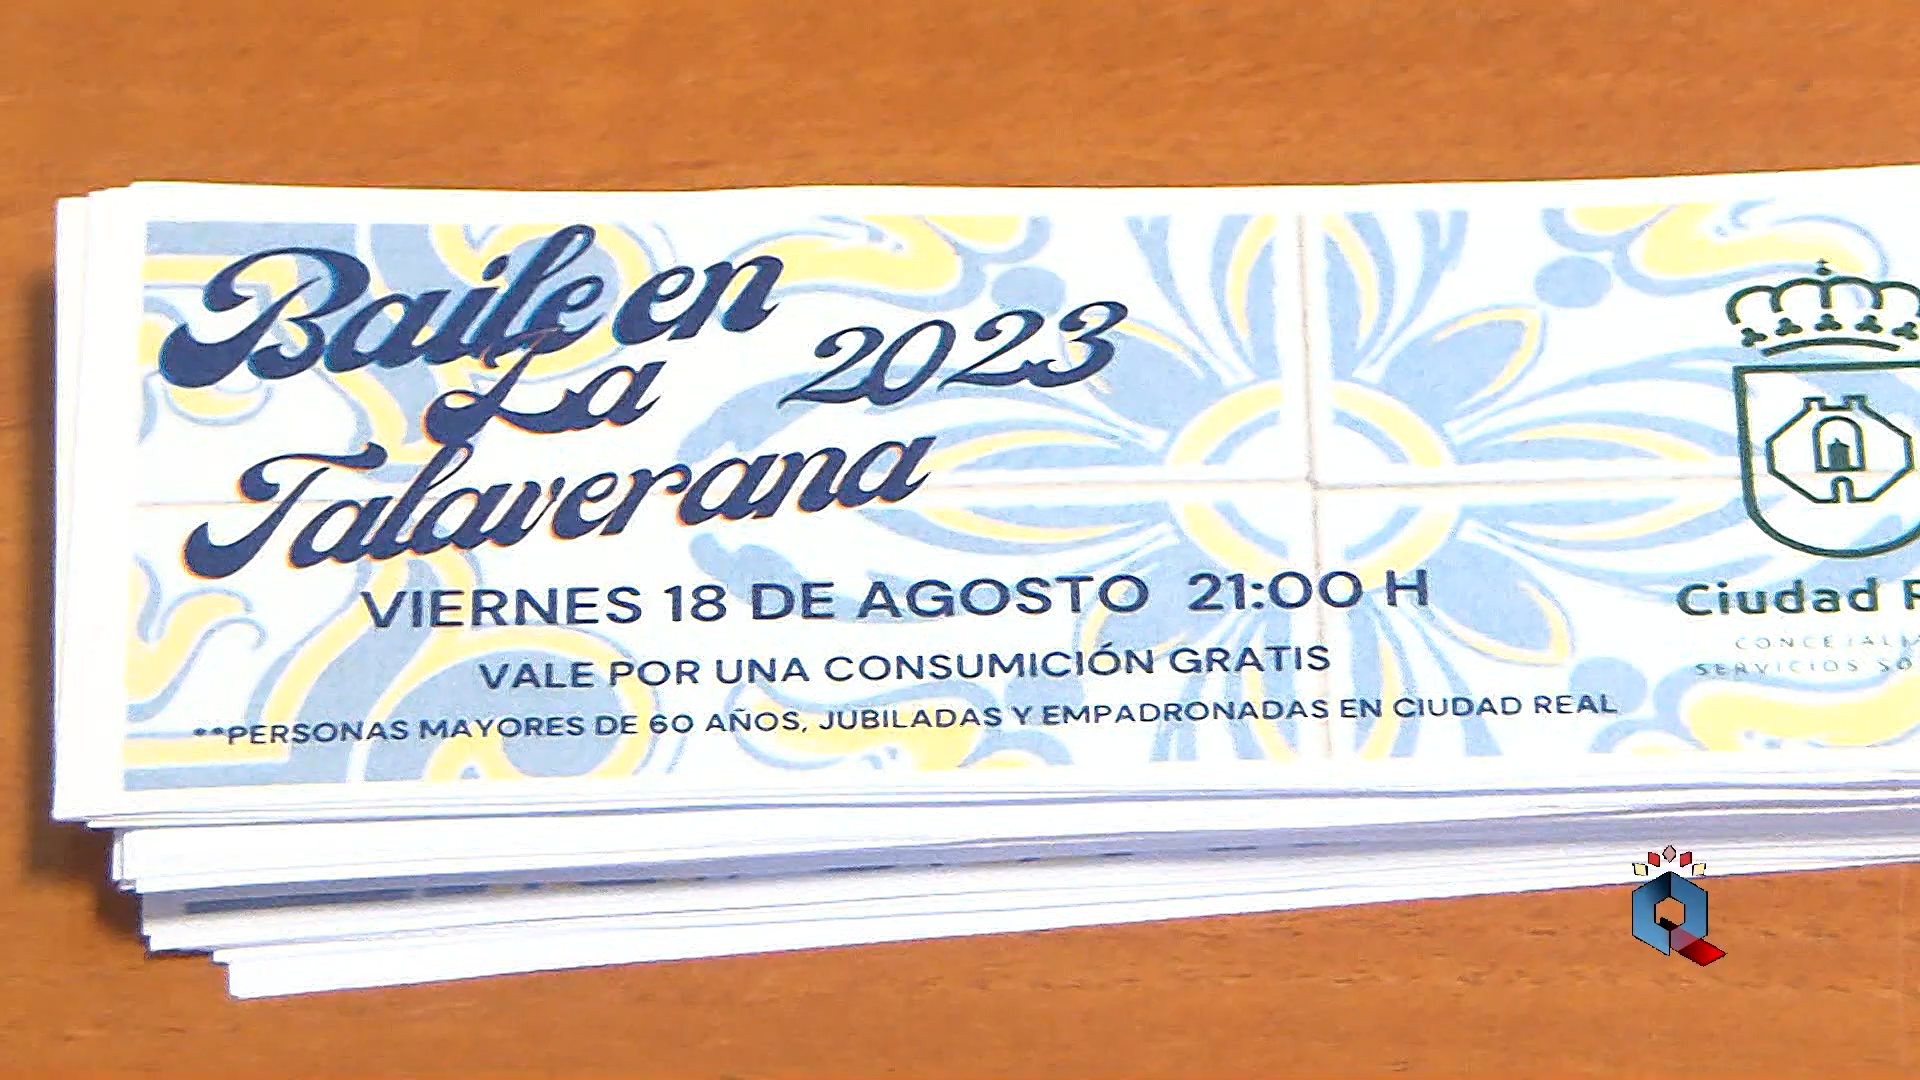 Baile en
La 2023
Talaverana
VIERNES 18 DE AGOSTO 21:00 H
VALE POR UNA CONSUMICIÓN GRATIS
**PERSONAS MAYORES DE 60 AÑOS, JUBILADAS Y EMPADRONADAS EN CIUDAD REAL
Ciudad
SERVICIOS